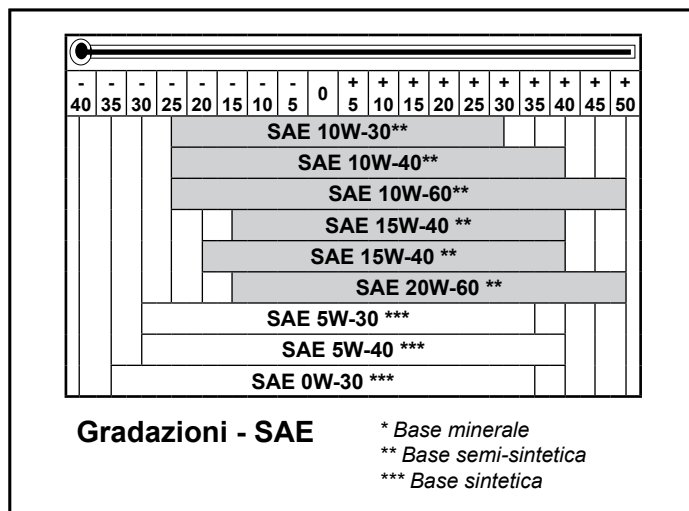 - - - - - - - - 0 + + + + + + + + + +
40 35 30 25 20 15 10 5 5 10 15 20 25 30 35 40 45 50
SAE 10W-30**
SAE 10W-40**
SAE 10W-60**
SAE 15W-40 **
SAE 15W-40 **
SAE 20W-60 **
SAE 5W-30 ***
SAE 5W-40 ***
SAE 0W-30 ***
Gradazioni - SAE
* Base minerale
** Base semi-sintetica
*** Base sintetica